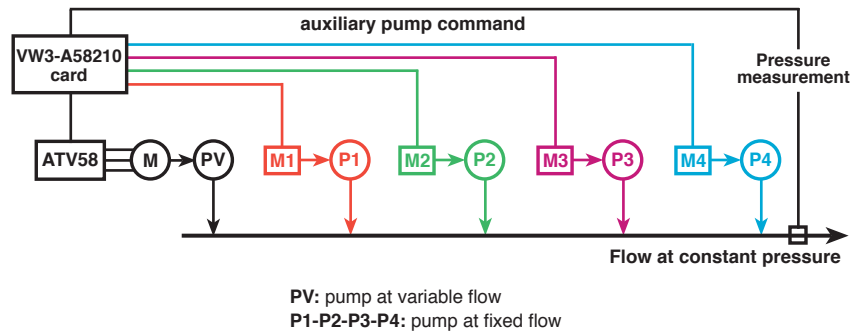 auxiliary pump command
VW3-A58210
card
Pressure
measurement
ATV58
M
PV
M1
P1
M2
P2
M3
P3
M4
P4
Flow at constant pressure
PV: pump at variable flow
P1-P2-P3-P4: pump at fixed flow